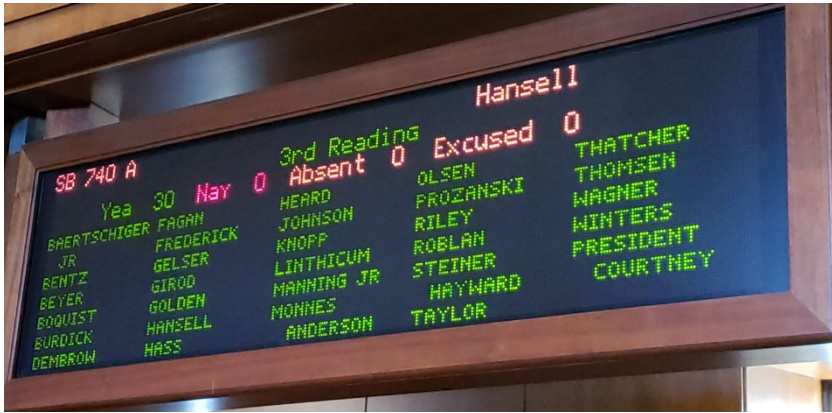 Hansell
SB 740 A
3rd Reading
Yea 30 Nay 0 Absent 0 Excused 0
BAERTSCHIGER
JR
BENTZ
BEYER
BOQUIST
BURDICK
DEMBROW
FAGAN
FREDERICK
GELSER
GIROD
GOLDEN
HANSELL
HASS
HEARD
JOHNSON
KNOPP
LINTHICUM
MANNING JR
MONNES
ANDERSON
OLSEN
PROZANSKI
RILEY
ROBLAN
STEINER
HAYWARD
TAYLOR
THATCHER
THOMSEN
WAGNER
WINTERS
PRESIDENT
COURTNEY